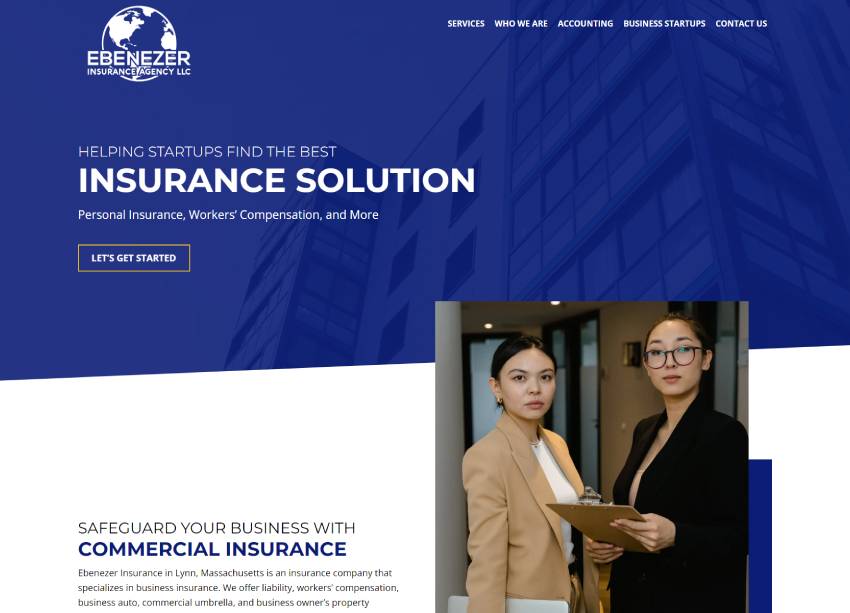 EBENEZER
INSURANCE AGENCY LLC
SERVICES WHO WE ARE ACCOUNTING BUSINESS STARTUPS CONTACT US
HELPING STARTUPS FIND THE BEST
INSURANCE SOLUTION
Personal Insurance, Workers' Compensation, and More
LET'S GET STARTED
SAFEGUARD YOUR BUSINESS WITH
COMMERCIAL INSURANCE
Ebenezer Insurance in Lynn, Massachusetts is an insurance company that
specializes in business insurance. We offer liability, workers' compensation,
business auto, commercial umbrella, and business owner's property